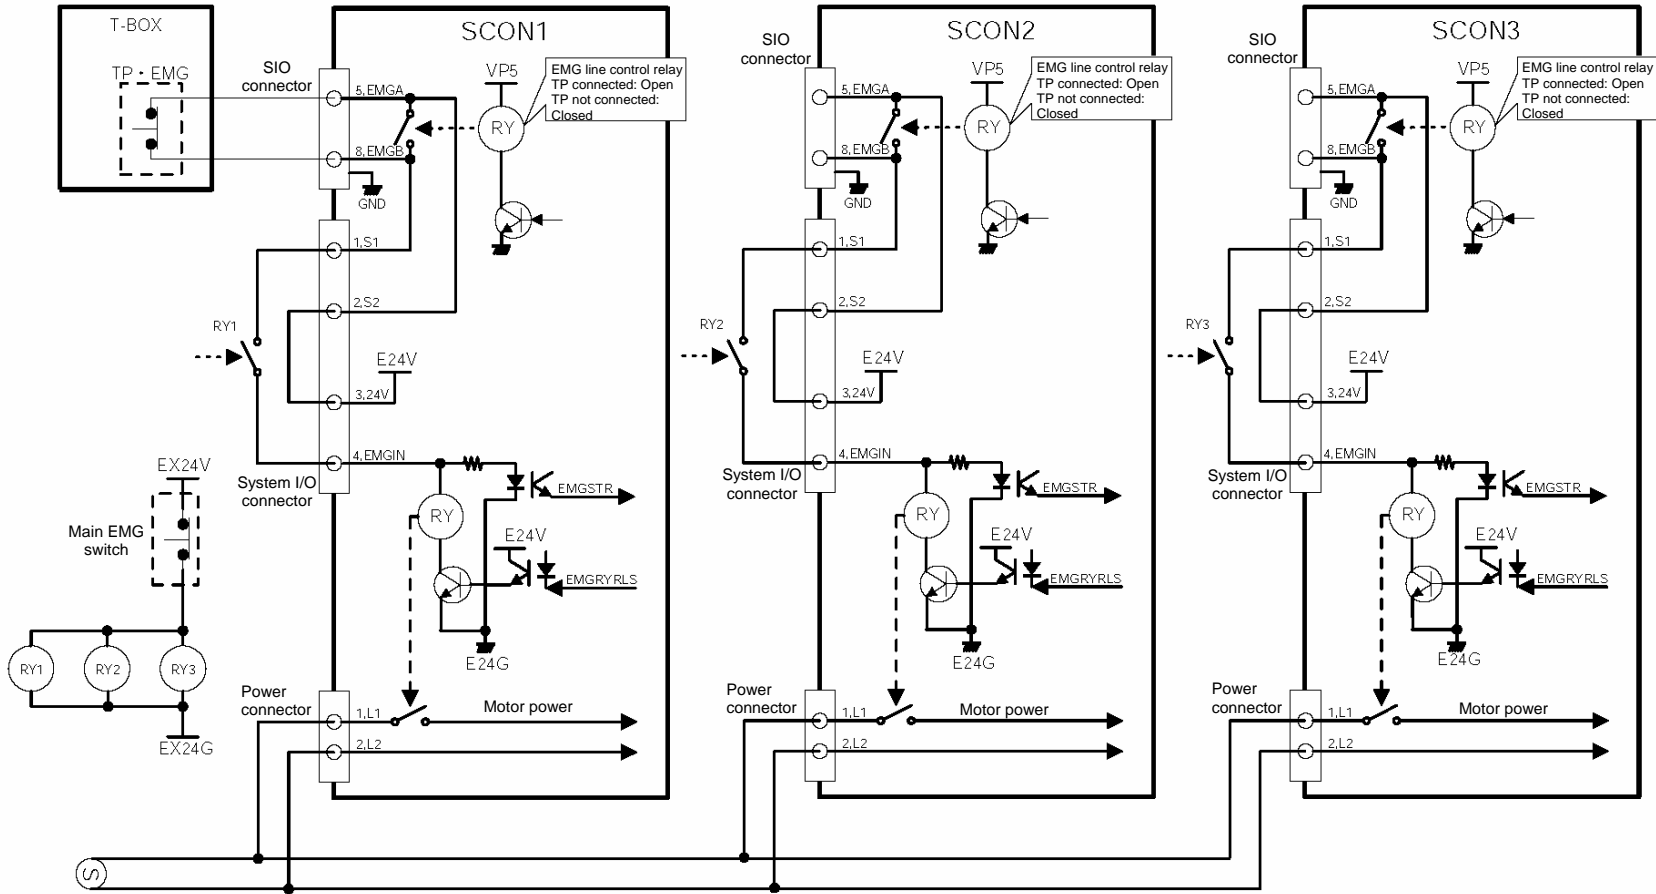 T-BOX
TP・EMG
SCON1
SIO
connector
5,EMGA
8,EMGB
GND
VP5
RY
EMG line control relay
TP connected: Open
TP not connected:
Closed
1,S1
2,S2
RY1
E24V
3,24V
4,EMGIN
System I/O
connector
EMGSTR
RY
E24V
EMGRYRLS
E24G
Power
connector
1,L1
Motor power
2,L2
SCON2
SIO
connector
5,EMGA
8,EMGB
GND
VP5
RY
EMG line control relay
TP connected: Open
TP not connected:
Closed
1,S1
2,S2
RY2
E24V
3,24V
4,EMGIN
System I/O
connector
EMGSTR
RY
E24V
EMGRYRLS
E24G
Power
connector
1,L1
Motor power
2,L2
SCON3
SIO
connector
5,EMGA
8,EMGB
GND
VP5
RY
EMG line control relay
TP connected: Open
TP not connected:
Closed
1,S1
2,S2
RY3
E24V
3,24V
4,EMGIN
System I/O
connector
EMGSTR
RY
E24V
EMGRYRLS
E24G
Power
connector
1,L1
Motor power
2,L2
EX24V
Main EMG
switch
RY1
RY2
RY3
EX24G
S